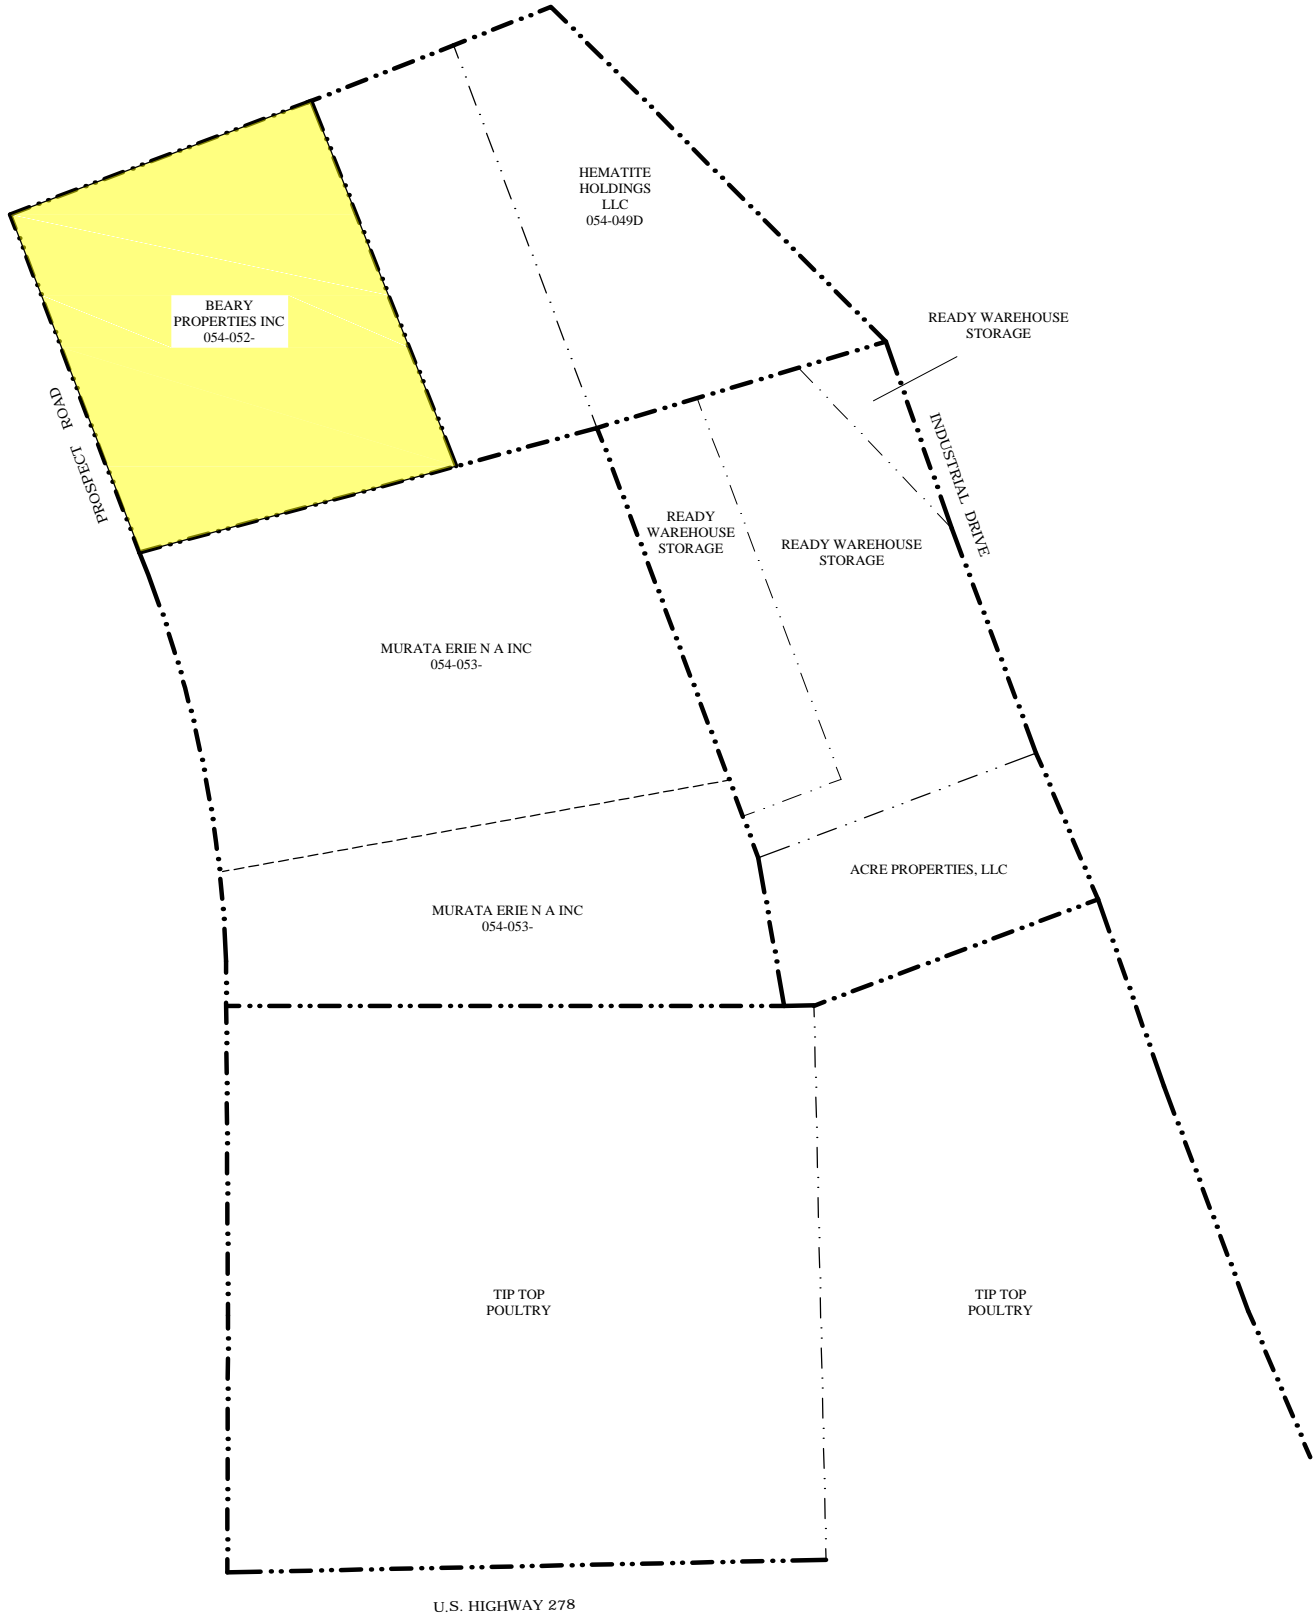 HEMATITE
HOLDINGS
LLC
054-049D
BEARY
PROPERTIES INC
054-052-
READY WAREHOUSE
STORAGE
PROSPECT ROAD
INDUSTRIAL DRIVE
READY
WAREHOUSE
STORAGE
READY WAREHOUSE
STORAGE
MURATA ERIE N A INC
054-053-
ACRE PROPERTIES, LLC
MURATA ERIE N A INC
054-053-
TIP TOP
POULTRY
TIP TOP
POULTRY
U.S. HIGHWAY 278